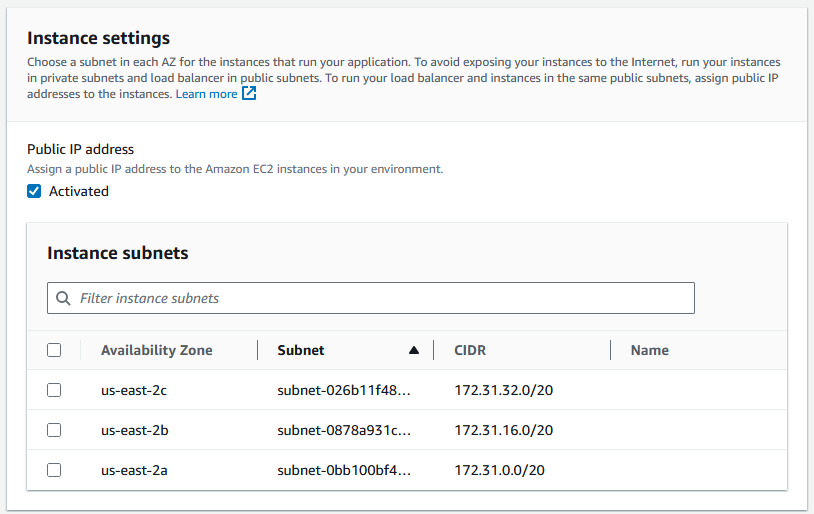 Instance settings
Choose a subnet in each AZ for the instances that run your application. To avoid exposing your instances to the Internet, run your instances
in private subnets and load balancer in public subnets. To run your load balancer and instances in the same public subnets, assign public IP
addresses to the instances. Learn more
Public IP address
Assign a public IP address to the Amazon EC2 instances in your environment.
Activated
Instance subnets
Filter instance subnets
Availability Zone Subnet CIDR Name
us-east-2c subnet-026b11f48... 172.31.32.0/20
us-east-2b subnet-0878a931c... 172.31.16.0/20
us-east-2a subnet-0bb100bf4... 172.31.0.0/20